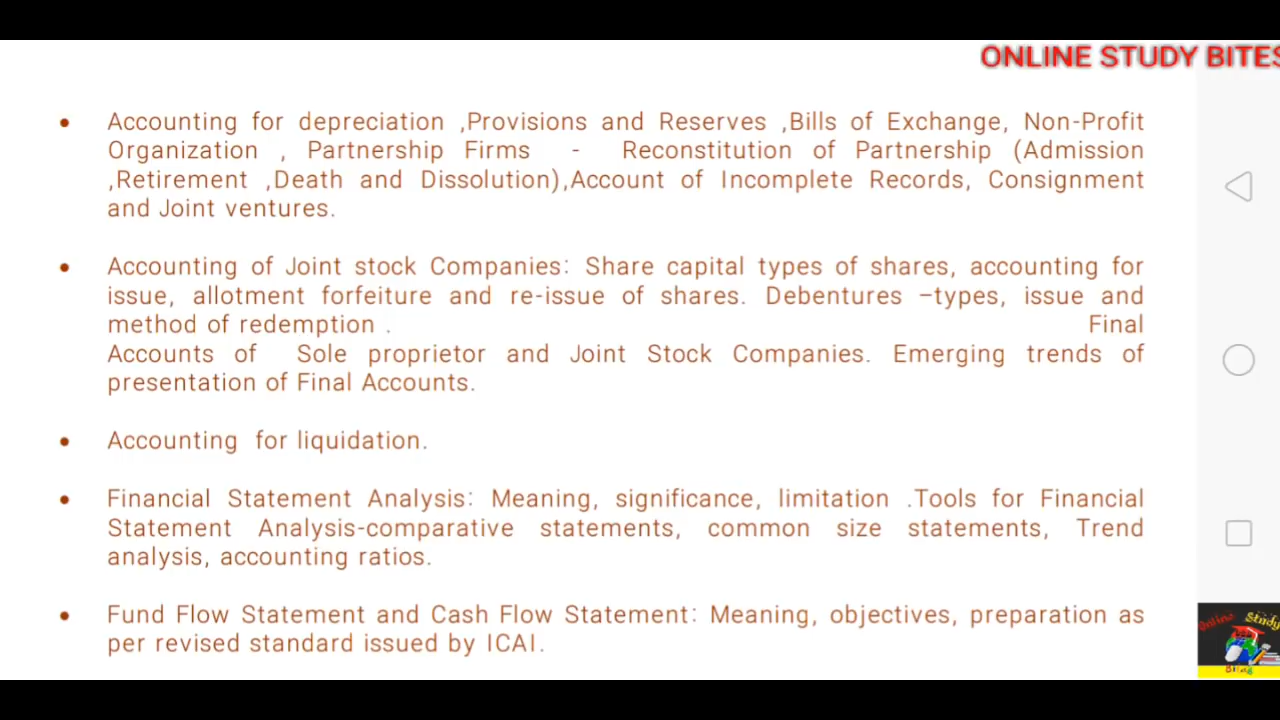 ONLINE STUDY BITES
• Accounting for depreciation ,Provisions and Reserves ,Bills of Exchange, Non-Profit
Organization , Partnership Firms - Reconstitution of Partnership (Admission
,Retirement ,Death and Dissolution),Account of Incomplete Records, Consignment
and Joint ventures.
• Accounting of Joint stock Companies: Share capital types of shares, accounting for
issue, allotment forfeiture and re-issue of shares. Debentures –types, issue and
method of redemption . Final
Accounts of Sole proprietor and Joint Stock Companies. Emerging trends of
presentation of Final Accounts.
• Accounting for liquidation.
• Financial Statement Analysis: Meaning, significance, limitation .Tools for Financial
Statement Analysis-comparative statements, common size statements, Trend
analysis, accounting ratios.
• Fund Flow Statement and Cash Flow Statement: Meaning, objectives, preparation as
per revised standard issued by ICAI.
Online Study
Bites